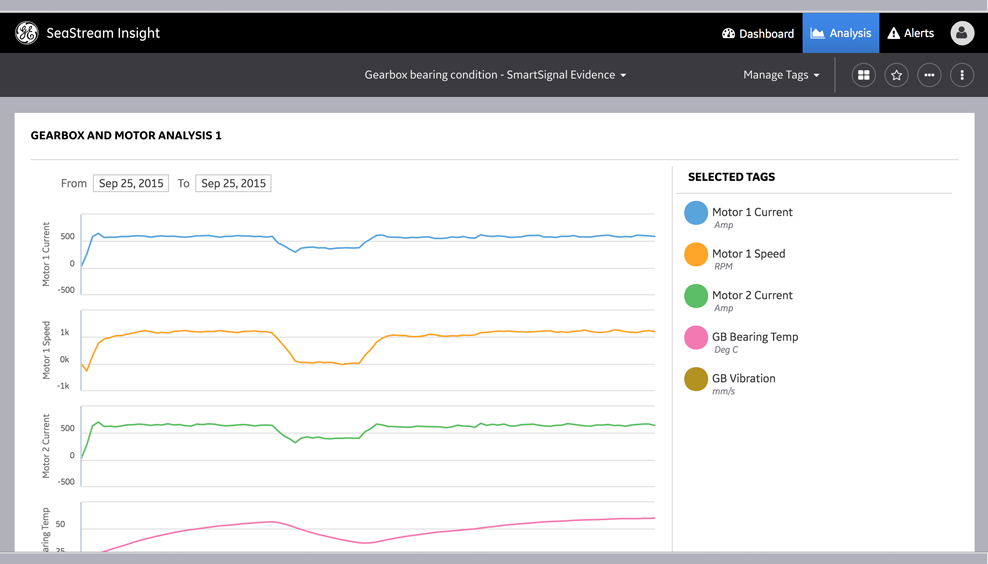 SeaStream Insight
Dashboard
Analysis
Alerts
Gearbox bearing condition - SmartSignal Evidence
Manage Tags
GEARBOX AND MOTOR ANALYSIS 1
From Sep 25, 2015 To Sep 25, 2015
Motor 1 Current
500
0
-500
Motor 1 Speed
1k
0k
-1k
Motor 2 Current
500
0
-500
aring Temp
50
25
SELECTED TAGS
Motor 1 Current
Amp
Motor 1 Speed
RPM
Motor 2 Current
Amp
GB Bearing Temp
Deg C
GB Vibration
mm/s